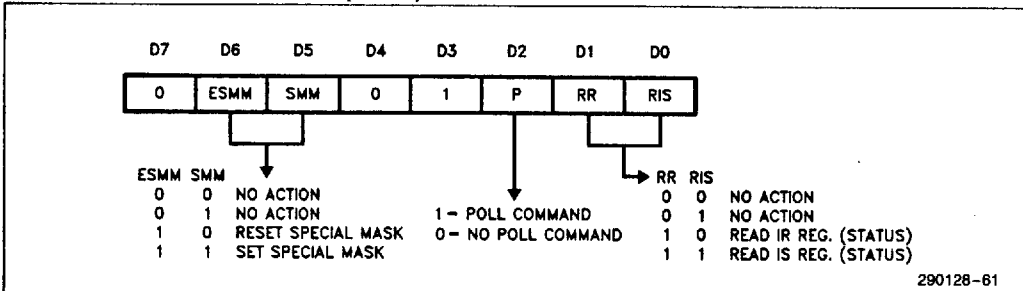 D7 D6 D5 D4 D3 D2 D1 D0
0 ESMM SMM 0 1 P RR RIS
ESMM SMM
0 0 NO ACTION
0 1 NO ACTION
1 0 RESET SPECIAL MASK
1 1 SET SPECIAL MASK
1 - POLL COMMAND
0 - NO POLL COMMAND
RR RIS
0 0 NO ACTION
0 1 NO ACTION
1 0 READ IR REG. (STATUS)
1 1 READ IS REG. (STATUS)
290128-61